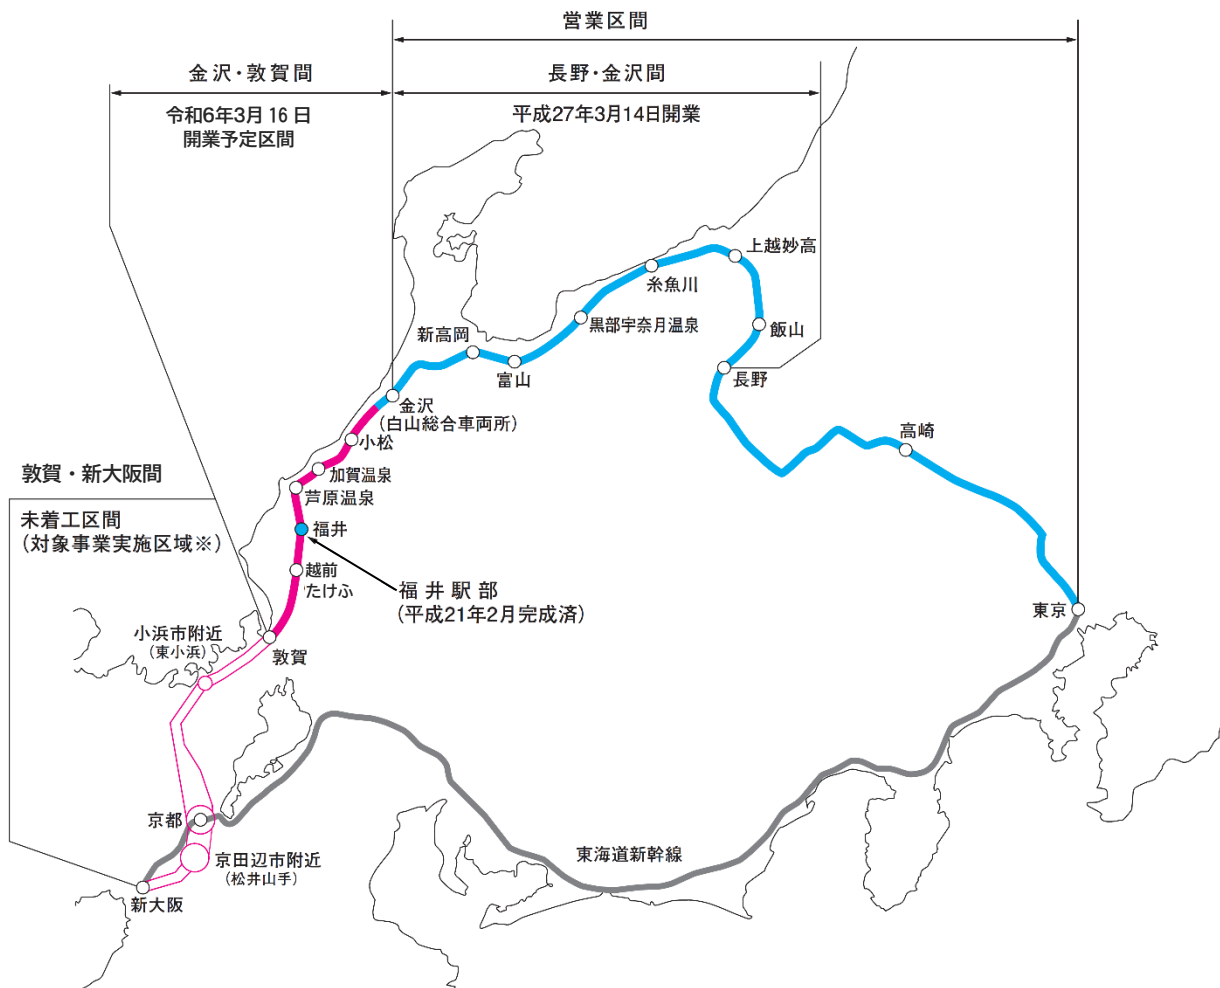 営業区間
金沢・敦賀間
長野・金沢間
令和6年3月16日
開業予定区間
平成27年3月14日開業
上越妙高
糸魚川
黒部宇奈月温泉
飯山
新高岡
富山
長野
金沢
(白山総合車両所)
小松
高崎
加賀温泉
敦賀・新大阪間
芦原温泉
未着工区間
(対象事業実施区域※)
福井
越前
たけふ
福井駅部
(平成21年2月完成済)
東京
小浜市附近
(東小浜)
敦賀
京都
東海道新幹線
京田辺市附近
(松井山手)
新大阪